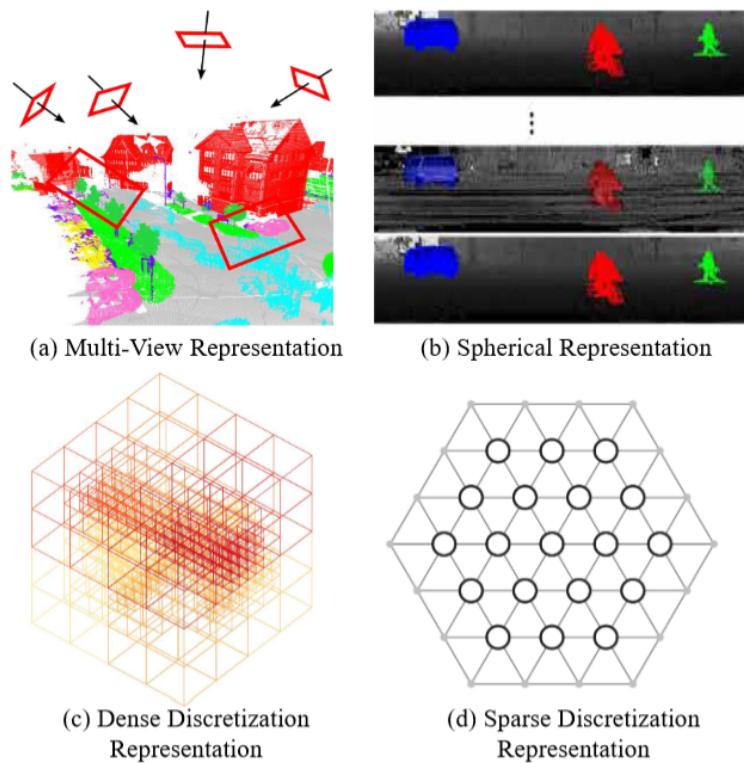 (a) Multi-View Representation
(b) Spherical Representation
(c) Dense Discretization
Representation
(d) Sparse Discretization
Representation